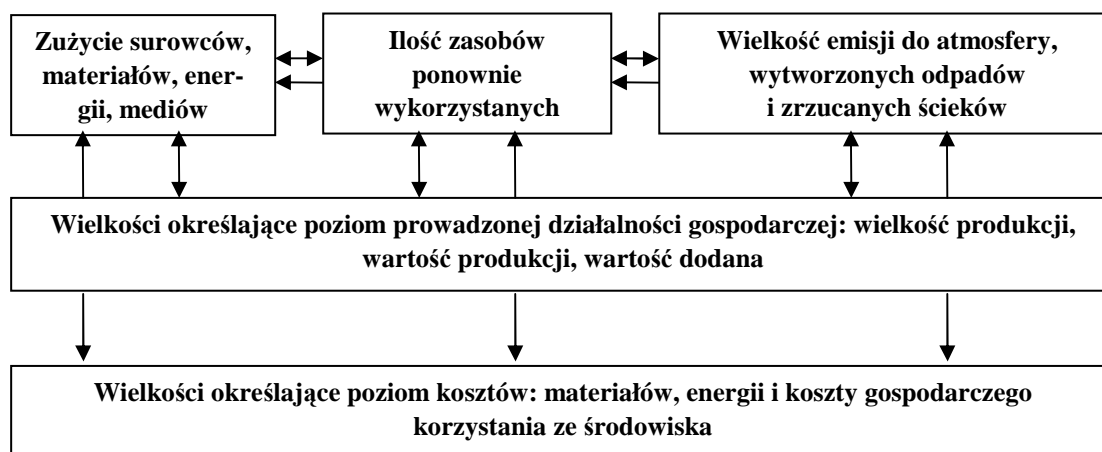 Zużycie surowców,
materiałów, ener-
gii, mediów
Ilość zasobów
ponownie
wykorzystanych
Wielkość emisji do atmosfery,
wytworzonych odpadów
i zrzucanych ścieków
Wielkości określające poziom prowadzonej działalności gospodarczej: wielkość produkcji,
wartość produkcji, wartość dodana
Wielkości określające poziom kosztów: materiałów, energii i koszty gospodarczego
korzystania ze środowiska